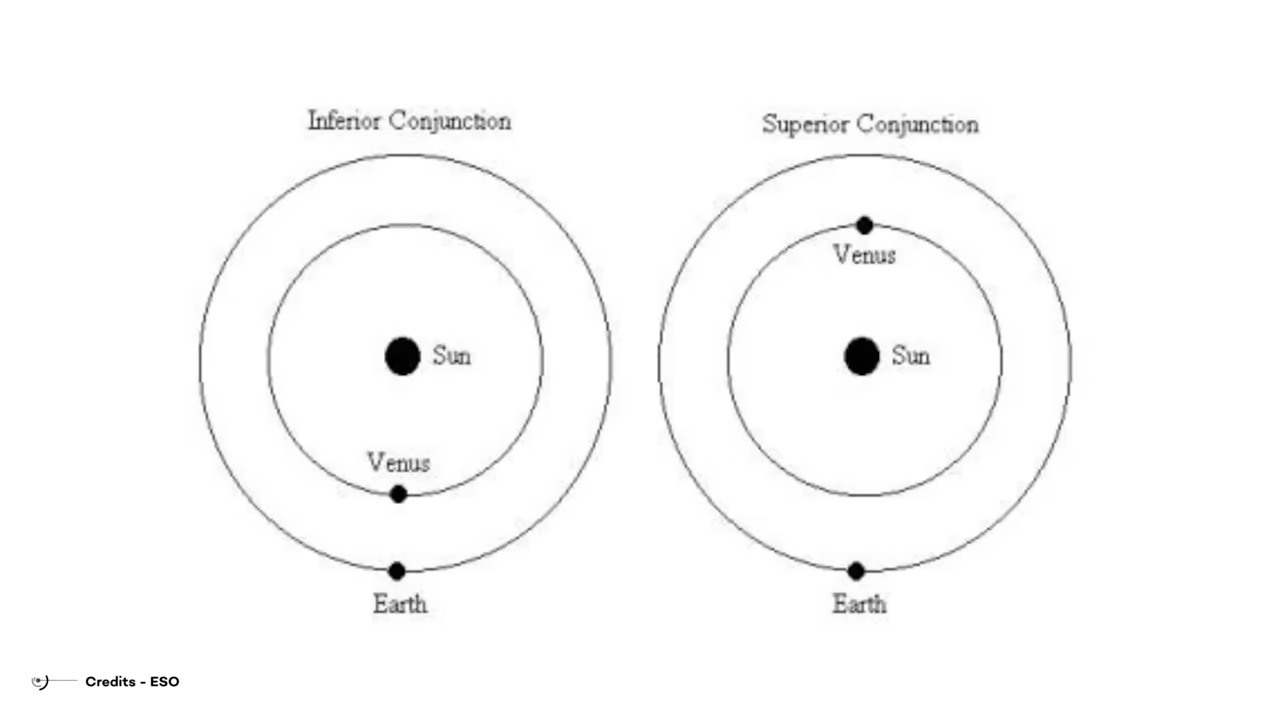 Inferior Conjunction
Sun
Venus
Earth
Superior Conjunction
Venus
Sun
Earth
Credits - ESO